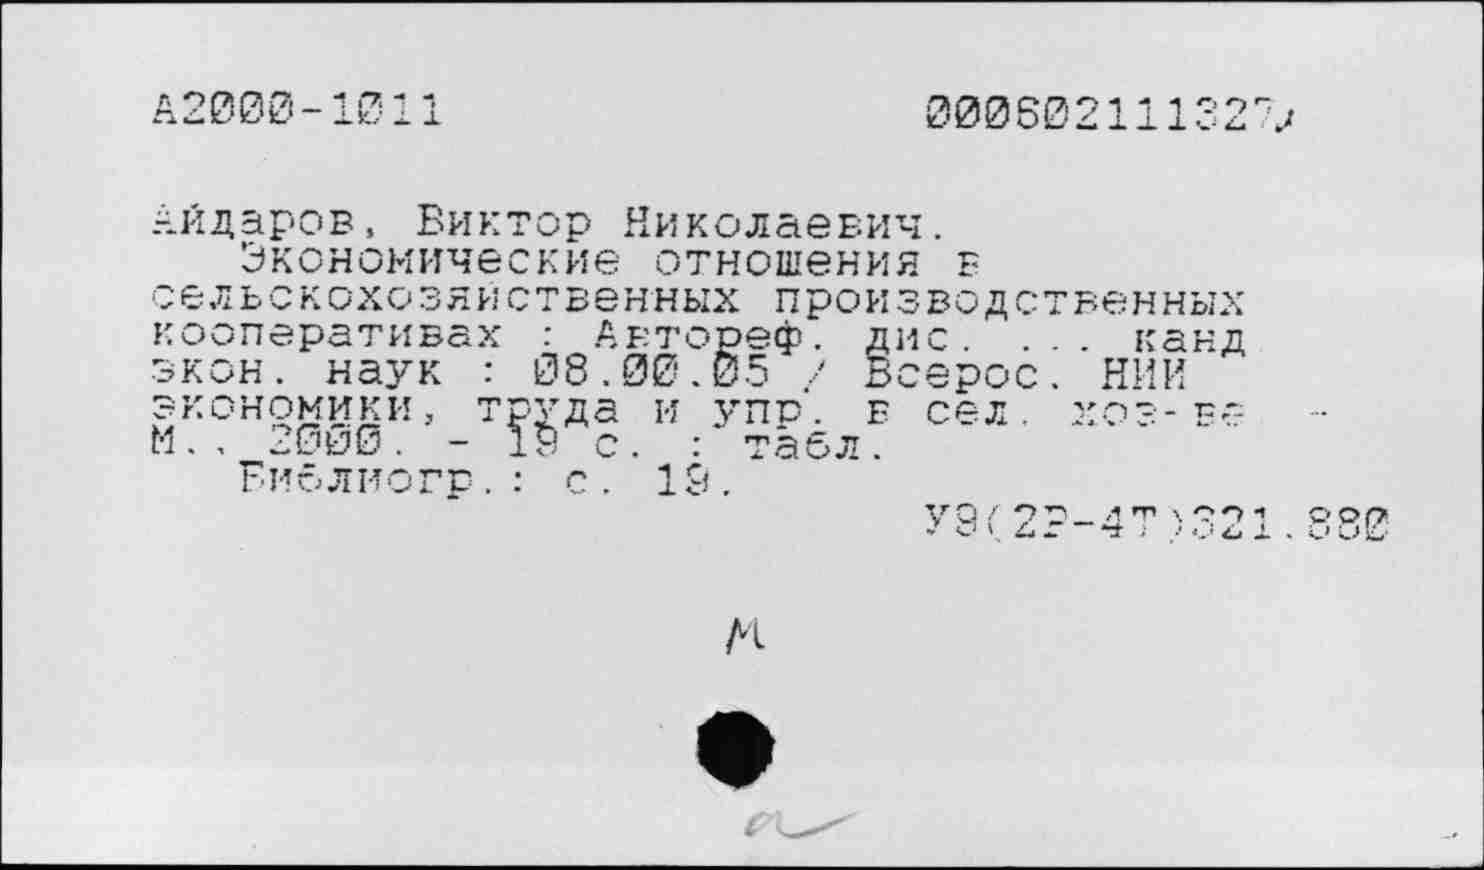 А2000-1011 000602111327
Айдаров, Виктор Николаевич.
Экономические отношения в
сельскохозяйственных производственных
кооперативах : Автореф. дис. ... канд
экон. наук : 08.00.05 / Всерос. НИИ
экономики, труда и упр. в сел. хоз-ве -
М., 2000. - 19 с. : табл.
Библиогр.: с. 19.
У9(2Р-4Т)321.880
М